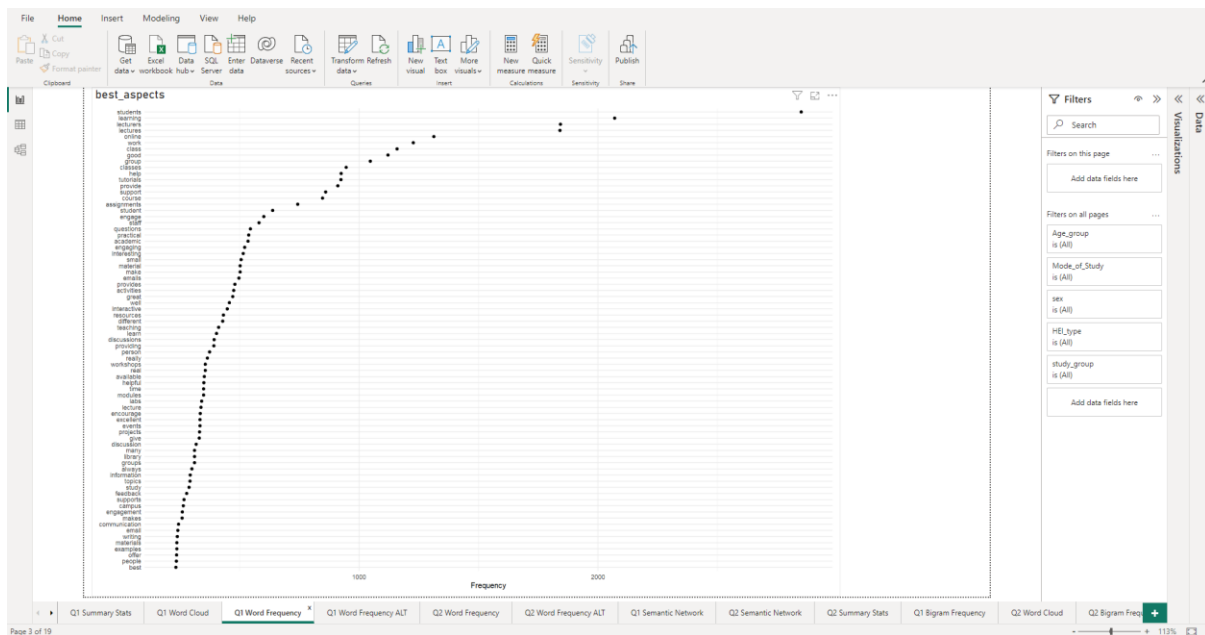 File Home Insert Modeling View Help
Paste
Cut
Copy
Format painter
Clipboard
Get data
Excel workbook
Data hub
SQL Server
Enter data
Dataverse
Recent sources
Data
Transform data
Refresh
Queries
New visual
Text box
More visuals
Insert
New measure
Quick measure
Calculations
Sensitivity
Sensitivity
Publish
Share
best_aspects
students
learning
lecturers
lectures
online
work
class
good
group
classes
help
tutorials
provide
support
course
assignments
student
engage
staff
questions
practical
academic
engaging
interesting
small
material
make
emails
provides
activities
great
well
interactive
resources
different
teaching
learn
discussions
providing
person
really
workshops
real
available
helpful
time
modules
labs
lecture
encourage
excellent
events
projects
give
discussion
many
library
groups
always
information
topics
study
feedback
supports
campus
engagement
makes
communication
email
writing
materials
examples
offer
people
best
1000 2000
Frequency
Filters
Search
Filters on this page ...
Add data fields here
Filters on all pages ...
Age_group
is (All)
Mode_of_Study
is (All)
sex
is (All)
HEI_type
is (All)
study_group
is (All)
Add data fields here
Visualizations
Data
Q1 Summary Stats Q1 Word Cloud Q1 Word Frequency x Q1 Word Frequency ALT Q2 Word Frequency Q2 Word Frequency ALT Q1 Semantic Network Q2 Semantic Network Q2 Summary Stats Q1 Bigram Frequency Q2 Word Cloud Q2 Bigram Freq +
Page 3 of 19
- + 113%